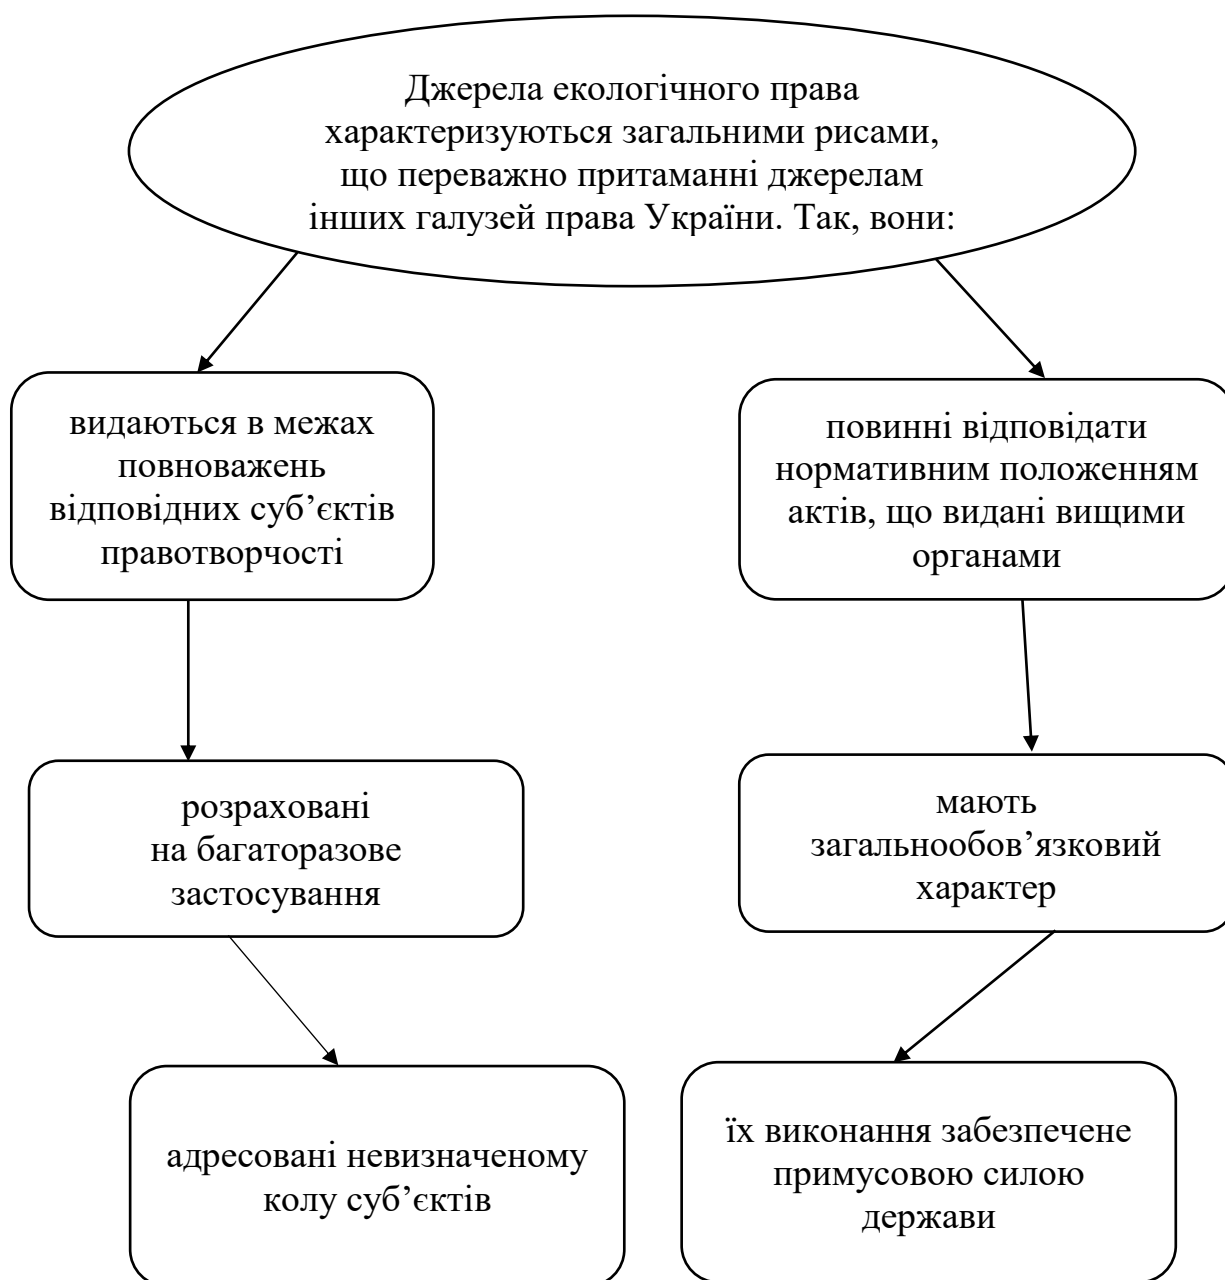 Джерела екологічного права
характеризуються загальними рисами,
що переважно притаманні джерелам
інших галузей права України. Так, вони:
видаються в межах
повноважень
відповідних суб’єктів
правотворчості
повинні відповідати
нормативним положенням
актів, що видані вищими
органами
розраховані
на багаторазове
застосування
мають
загальнообов’язковий
характер
адресовані невизначеному
колу суб’єктів
їх виконання забезпечене
примусовою силою
держави